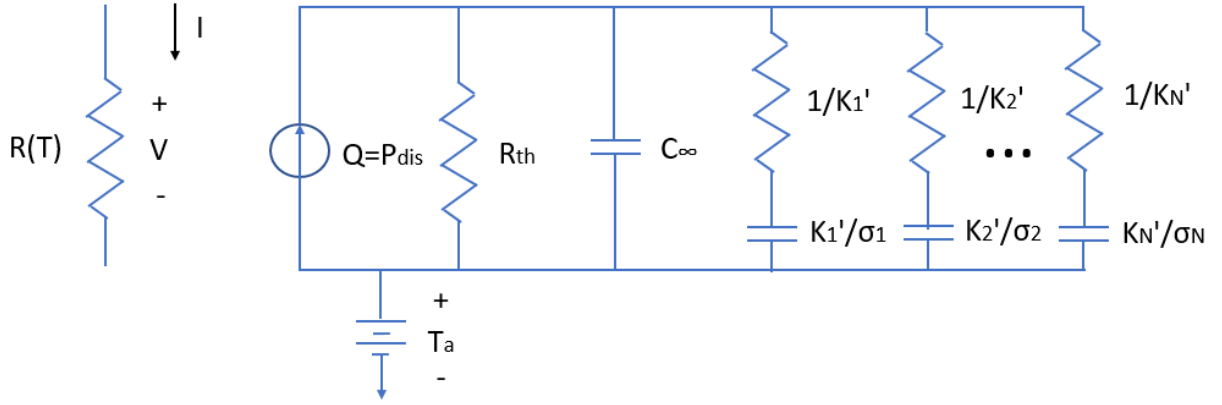 I
R(T)
+
V
-
Q=Pdis
Rth
C∞
1/K1'
1/K2'
1/KN'
...
K1'/σ1
K2'/σ2
KN'/σN
+
Ta
-